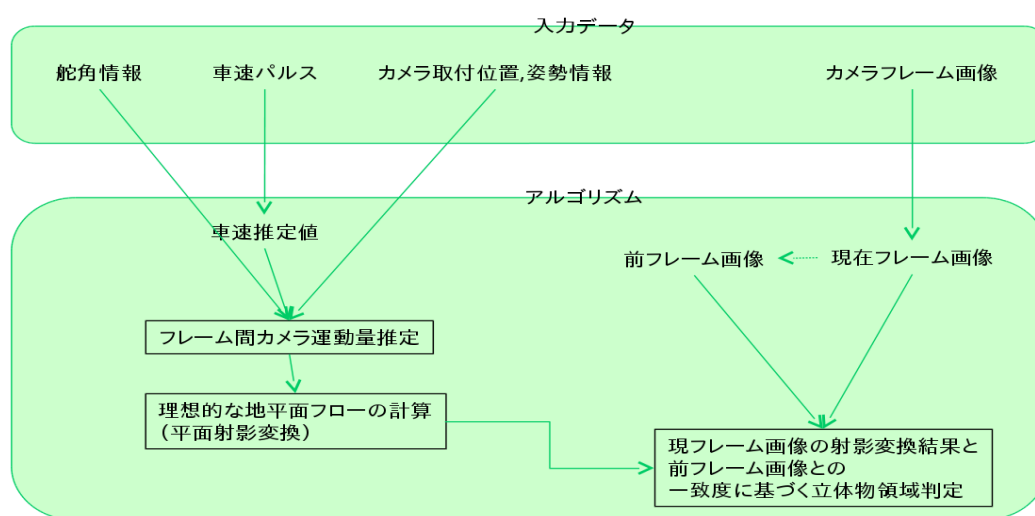 入力データ
舵角情報
車速パルス
カメラ取付位置,姿勢情報
カメラフレーム画像
アルゴリズム
車速推定値
前フレーム画像
現在フレーム画像
フレーム間カメラ運動量推定
理想的な地平面フローの計算
(平面射影変換)
現フレーム画像の射影変換結果と
前フレーム画像との
一致度に基づく立体物領域判定